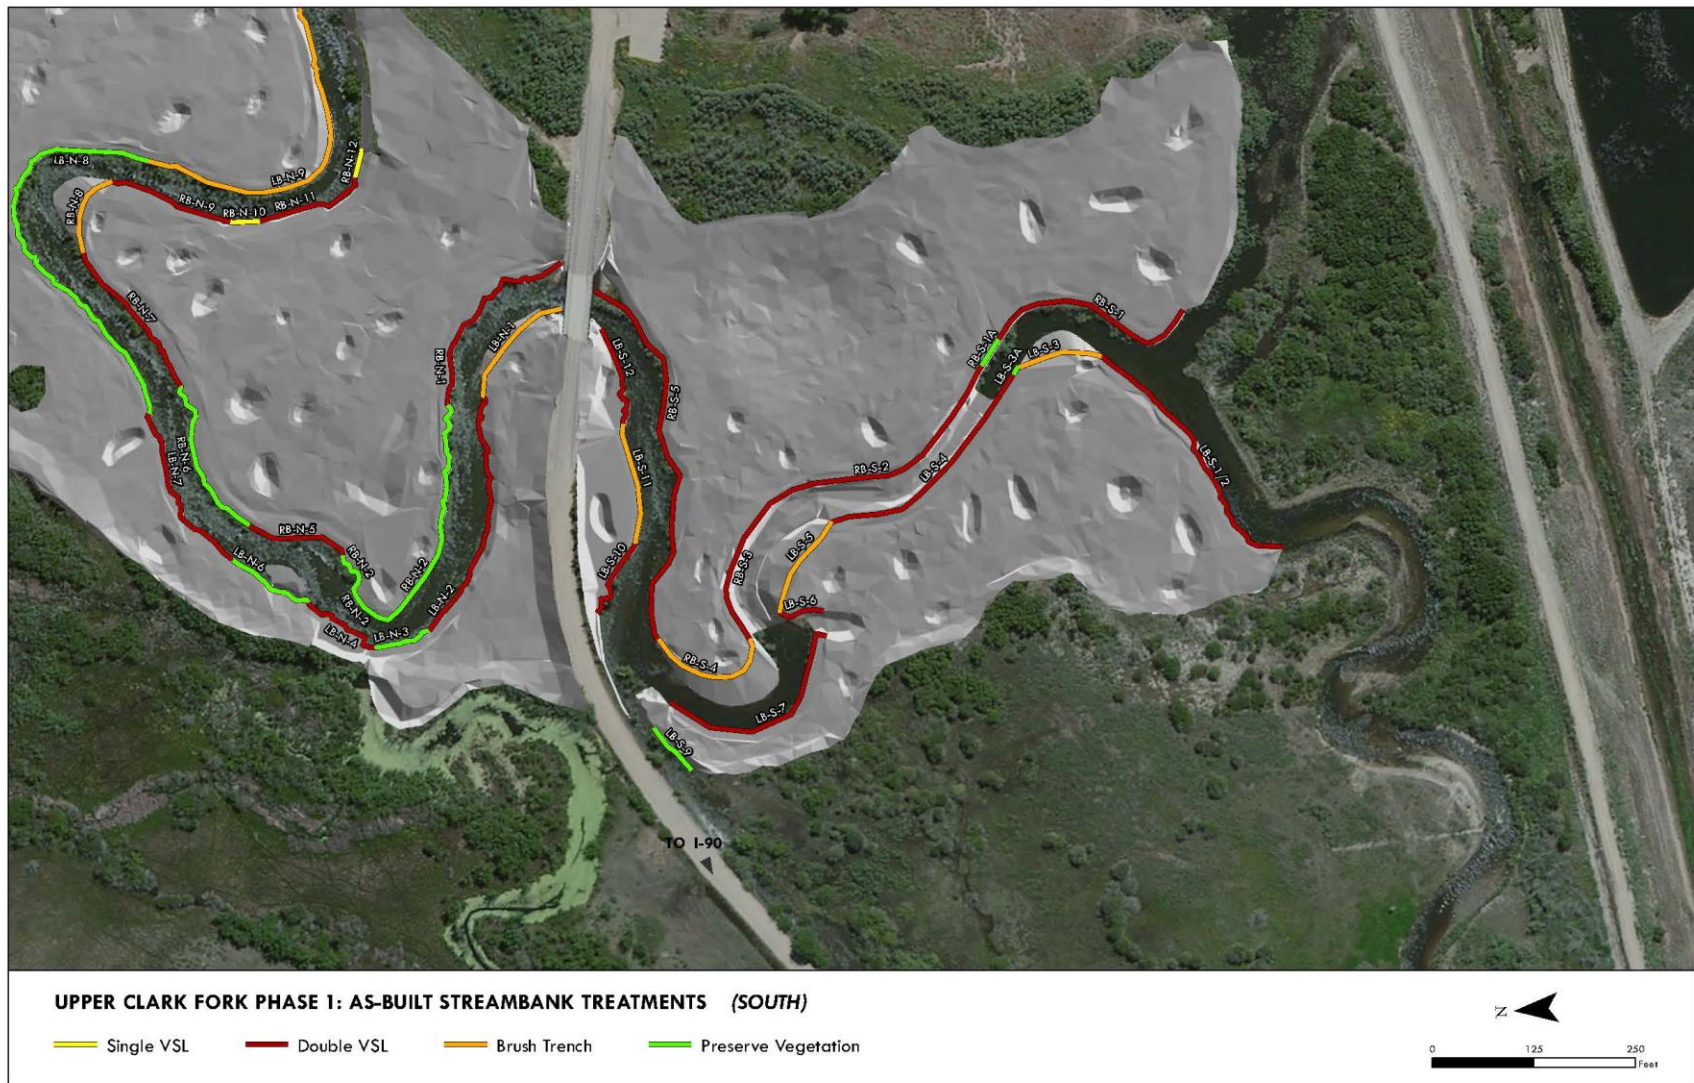 LB-N-8
RB-N-8
RB-N-9
RB-N-10
LB-N-9
RB-N-11
RB-N-12
RB-N-7
RB-N-6
LB-N-7
RB-N-5
LB-N-6
RB-N-2
RB-N-2
RB-N-2
LB-N-4
LB-N-3
LB-N-2
RB-N-1
LB-N-1
LB-S-12
RB-S-5
LB-S-11
LB-S-10
RB-S-4
LB-S-7
LB-S-9
RB-S-3
LB-S-5
LB-S-6
RB-S-2
LB-S-4
RB-S-1A
LB-S-3A
LB-S-3
RB-S-1
LB-S-1/2
TO I-90
UPPER CLARK FORK PHASE 1: AS-BUILT STREAMBANK TREATMENTS (SOUTH)
Single VSL
Double VSL
Brush Trench
Preserve Vegetation
N
0 125 250
Feet